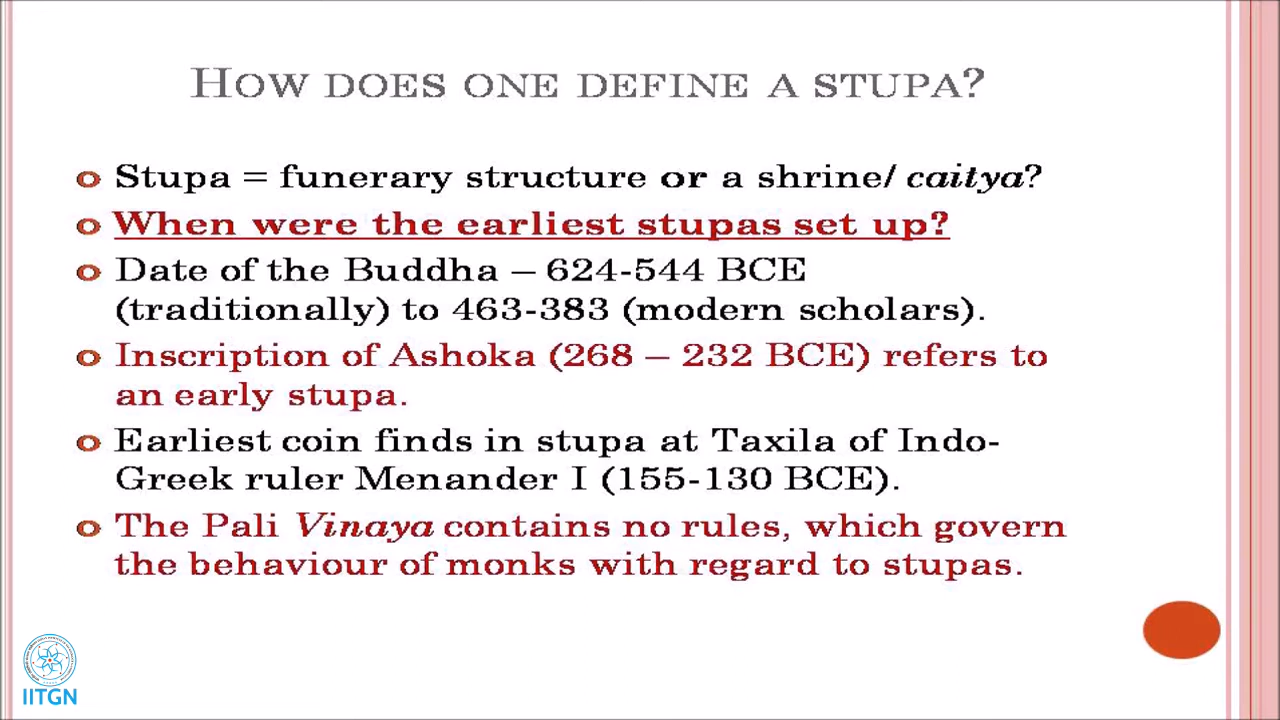 HOW DOES ONE DEFINE A STUPA?
Stupa = funerary structure or a shrine/ caitya?
When were the earliest stupas set up?
Date of the Buddha – 624-544 BCE
(traditionally) to 463-383 (modern scholars).
Inscription of Ashoka (268 – 232 BCE) refers to
an early stupa.
Earliest coin finds in stupa at Taxila of Indo-
Greek ruler Menander I (155-130 BCE).
The Pali Vinaya contains no rules, which govern
the behaviour of monks with regard to stupas.
IITGN